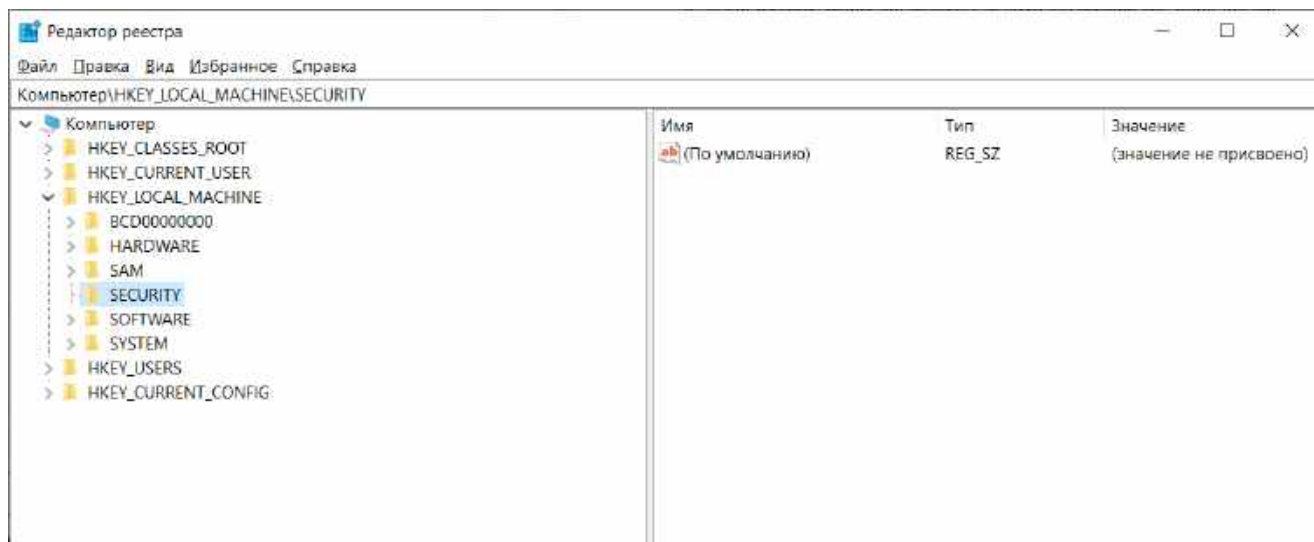 Редактор реестра
Файл Правка Вид Избранное Справка
Компьютер\HKEY_LOCAL_MACHINE\SECURITY
Компьютер
HKEY_CLASSES_ROOT
HKEY_CURRENT_USER
HKEY_LOCAL_MACHINE
BCD00000000
HARDWARE
SAM
SECURITY
SOFTWARE
SYSTEM
HKEY_USERS
HKEY_CURRENT_CONFIG
Имя Тип Значение
ab (По умолчанию) REG_SZ (значение не присвоено)